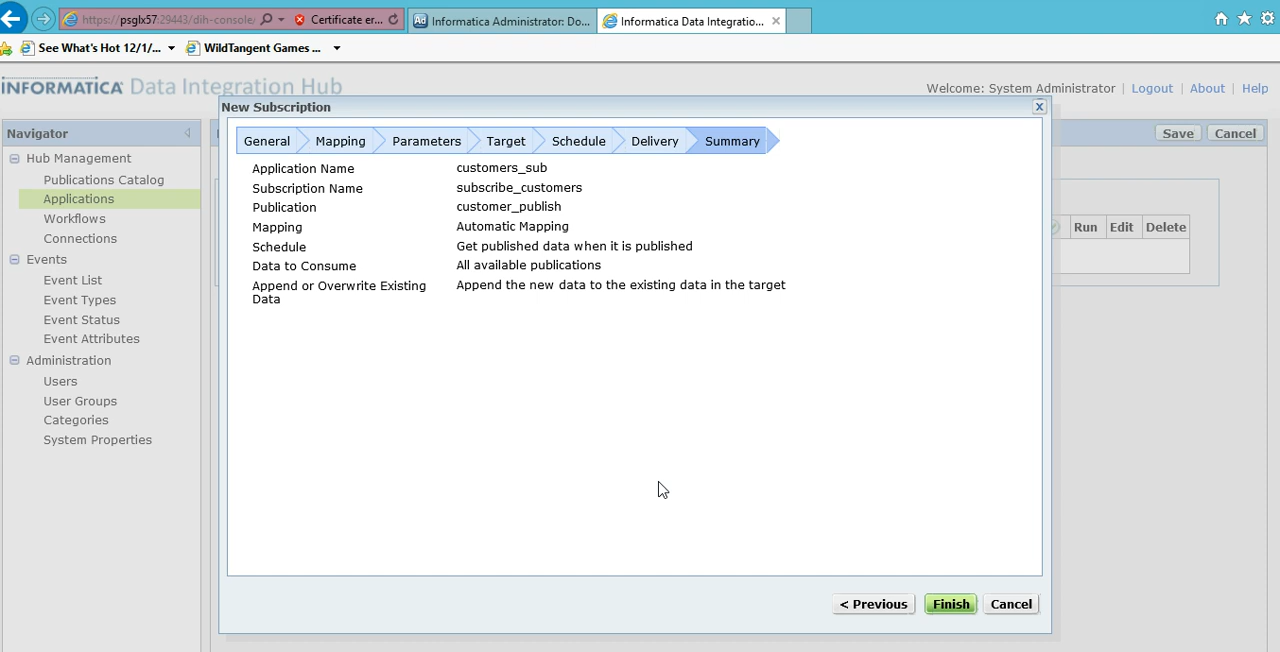 https://psglx57:29443/dih-console/
Certificate er...
Ad Informatica Administrator: Do...
Informatica Data Integratio...
See What's Hot 12/1/...
WildTangent Games ...
INFORMATICA Data Integration Hub
Welcome: System Administrator | Logout | About | Help
New Subscription
X
Navigator
Save
Cancel
Hub Management
Publications Catalog
Applications
Workflows
Connections
Events
Event List
Event Types
Event Status
Event Attributes
Administration
Users
User Groups
Categories
System Properties
General
Mapping
Parameters
Target
Schedule
Delivery
Summary
Application Name customers_sub
Subscription Name subscribe_customers
Publication customer_publish
Mapping Automatic Mapping
Schedule Get published data when it is published
Data to Consume All available publications
Append or Overwrite Existing Append the new data to the existing data in the target
Data
Run Edit Delete
< Previous
Finish
Cancel